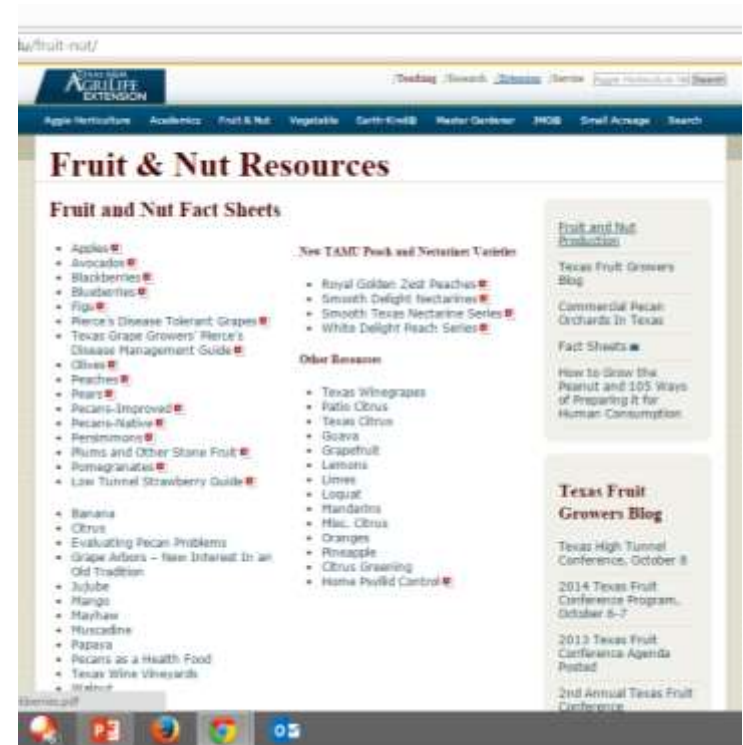 du/fruit-nut/
TEXAS A&M
AGRILIFE
EXTENSION
/Teaching /Research /Extension /Service Search
Aggie Horticulture Academics Fruit & Nut Vegetable Earth-Kind® Master Gardener JMG® Small Acreage Search
Fruit & Nut Resources
Fruit and Nut Fact Sheets
Apples
Avocados
Blackberries
Blueberries
Figs
Pierce's Disease Tolerant Grapes
Texas Grape Growers' Pierce's
Disease Management Guide
Olives
Peaches
Pears
Pecans-Improved
Pecans-Native
Persimmons
Plums and Other Stone Fruit
Pomegranates
Low Tunnel Strawberry Guide
Banana
Citrus
Evaluating Pecan Problems
Grape Arbors – New Interest In an
Old Tradition
Jujube
Mango
Mayhaw
Muscadine
Papaya
Pecans as a Health Food
Texas Wine Vineyards
Walnut
New TAMU Peach and Nectarines Varieties
Royal Golden Zest Peaches
Smooth Delight Nectarines
Smooth Texas Nectarine Series
White Delight Peach Series
Other Resources
Texas Winegrapes
Patio Citrus
Texas Citrus
Guava
Grapefruit
Lemons
Limes
Loquat
Mandarins
Misc. Citrus
Oranges
Pineapple
Citrus Greening
Home Psyllid Control
Fruit and Nut
Production
Texas Fruit Growers
Blog
Commercial Pecan
Orchards In Texas
Fact Sheets
How to Grow the
Peanut and 105 Ways
of Preparing it for
Human Consumption
Texas Fruit
Growers Blog
Texas High Tunnel
Conference, October 8
2014 Texas Fruit
Conference Program,
October 6-7
2013 Texas Fruit
Conference Agenda
Posted
2nd Annual Texas Fruit
Conference